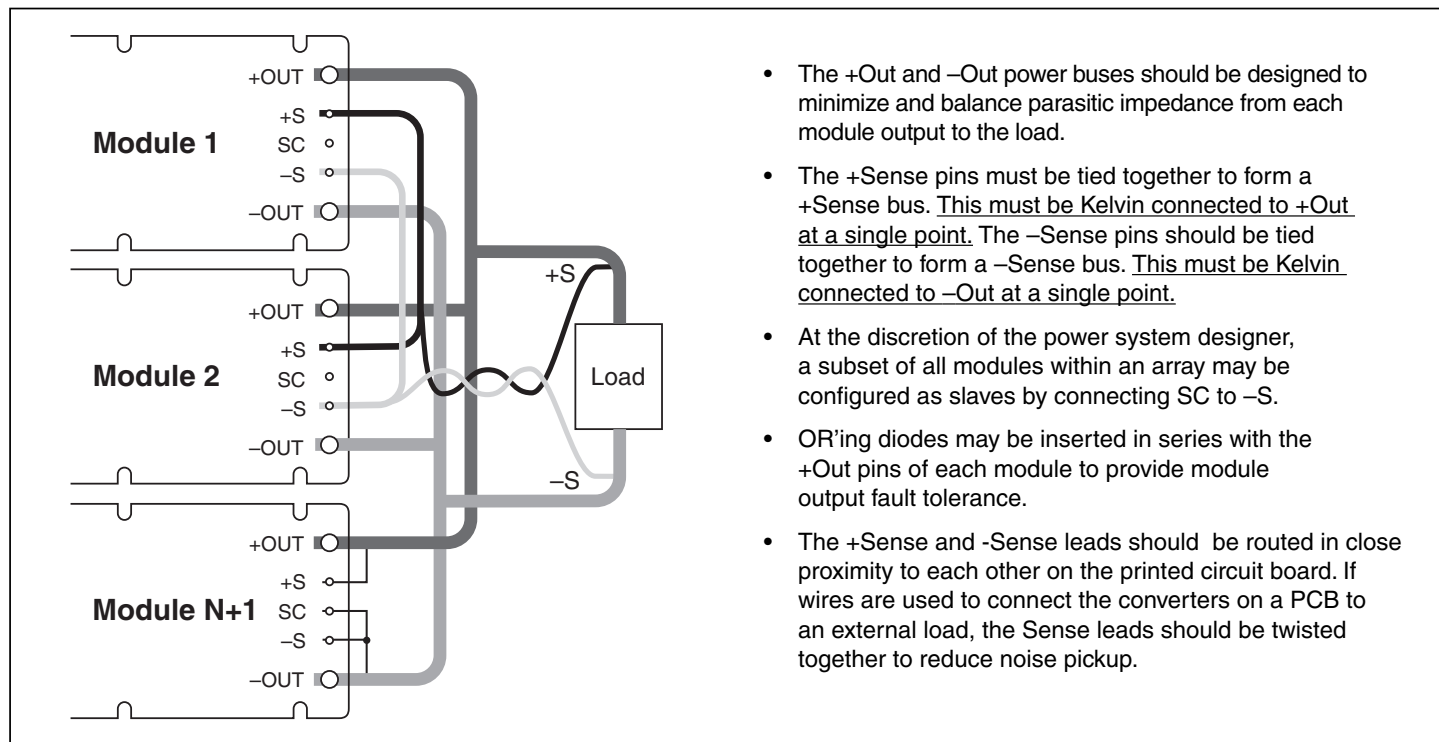 +OUT
+S
Module 1
SC
–S
–OUT
+OUT
+S
Module 2
SC
–S
–OUT
+OUT
+S
Module N+1
SC
–S
–OUT
+S
Load
–S
• The +Out and –Out power buses should be designed to
minimize and balance parasitic impedance from each
module output to the load.
• The +Sense pins must be tied together to form a
+Sense bus. This must be Kelvin connected to +Out
at a single point. The –Sense pins should be tied
together to form a –Sense bus. This must be Kelvin
connected to –Out at a single point.
• At the discretion of the power system designer,
a subset of all modules within an array may be
configured as slaves by connecting SC to –S.
• OR'ing diodes may be inserted in series with the
+Out pins of each module to provide module
output fault tolerance.
• The +Sense and -Sense leads should be routed in close
proximity to each other on the printed circuit board. If
wires are used to connect the converters on a PCB to
an external load, the Sense leads should be twisted
together to reduce noise pickup.